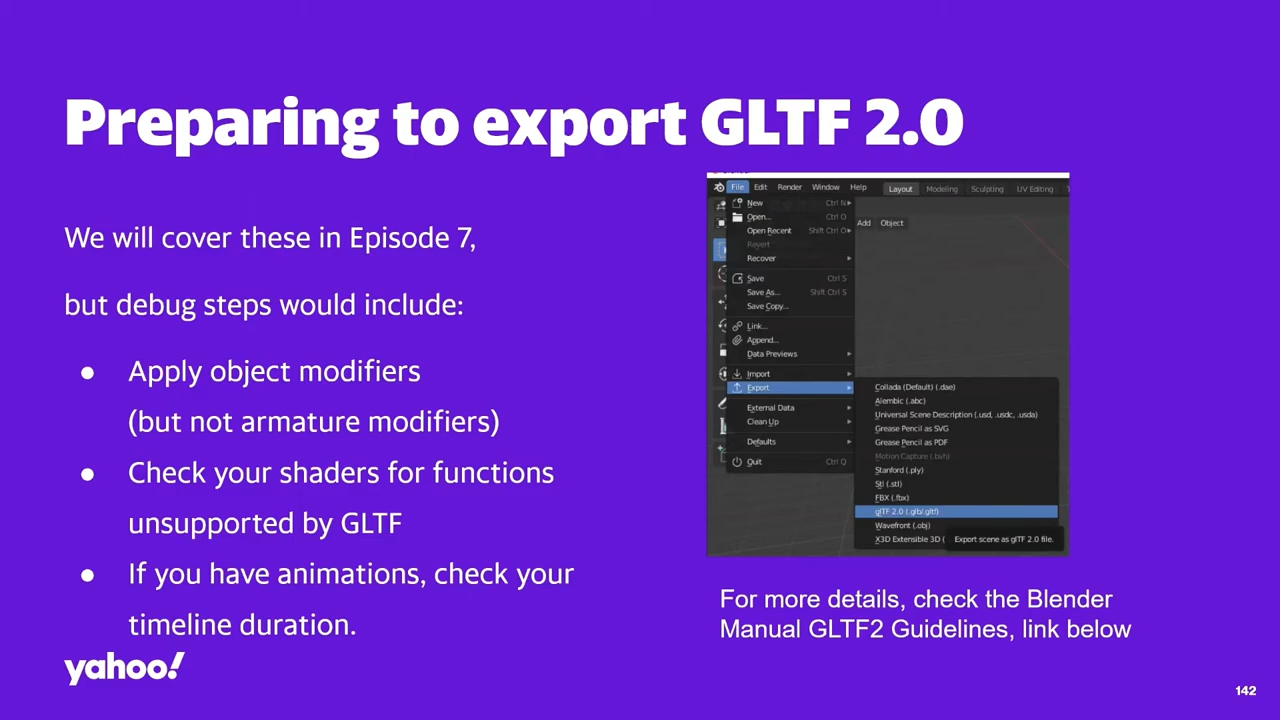 Preparing to export GLTF 2.0
We will cover these in Episode 7,
but debug steps would include:
● Apply object modifiers
(but not armature modifiers)
● Check your shaders for functions
unsupported by GLTF
● If you have animations, check your
timeline duration.
yahoo!
File Edit Render Window Help Layout Modeling Sculpting UV Editing
Add Object
New Ctrl N
Open... Ctrl O
Open Recent Shift Ctrl O
Revert
Recover
Save Ctrl S
Save As... Shift Ctrl S
Save Copy...
Link...
Append...
Data Previews
Import
Export
External Data
Clean Up
Defaults
Quit Ctrl Q
Collada (Default) (.dae)
Alembic (.abc)
Universal Scene Description (.usd, .usdc, .usda)
Grease Pencil as SVG
Grease Pencil as PDF
Motion Capture (.bvh)
Stanford (.ply)
Stl (.stl)
FBX (.fbx)
glTF 2.0 (.glb/.gltf)
Wavefront (.obj)
X3D Extensible 3D (
Export scene as glTF 2.0 file.
For more details, check the Blender
Manual GLTF2 Guidelines, link below
142